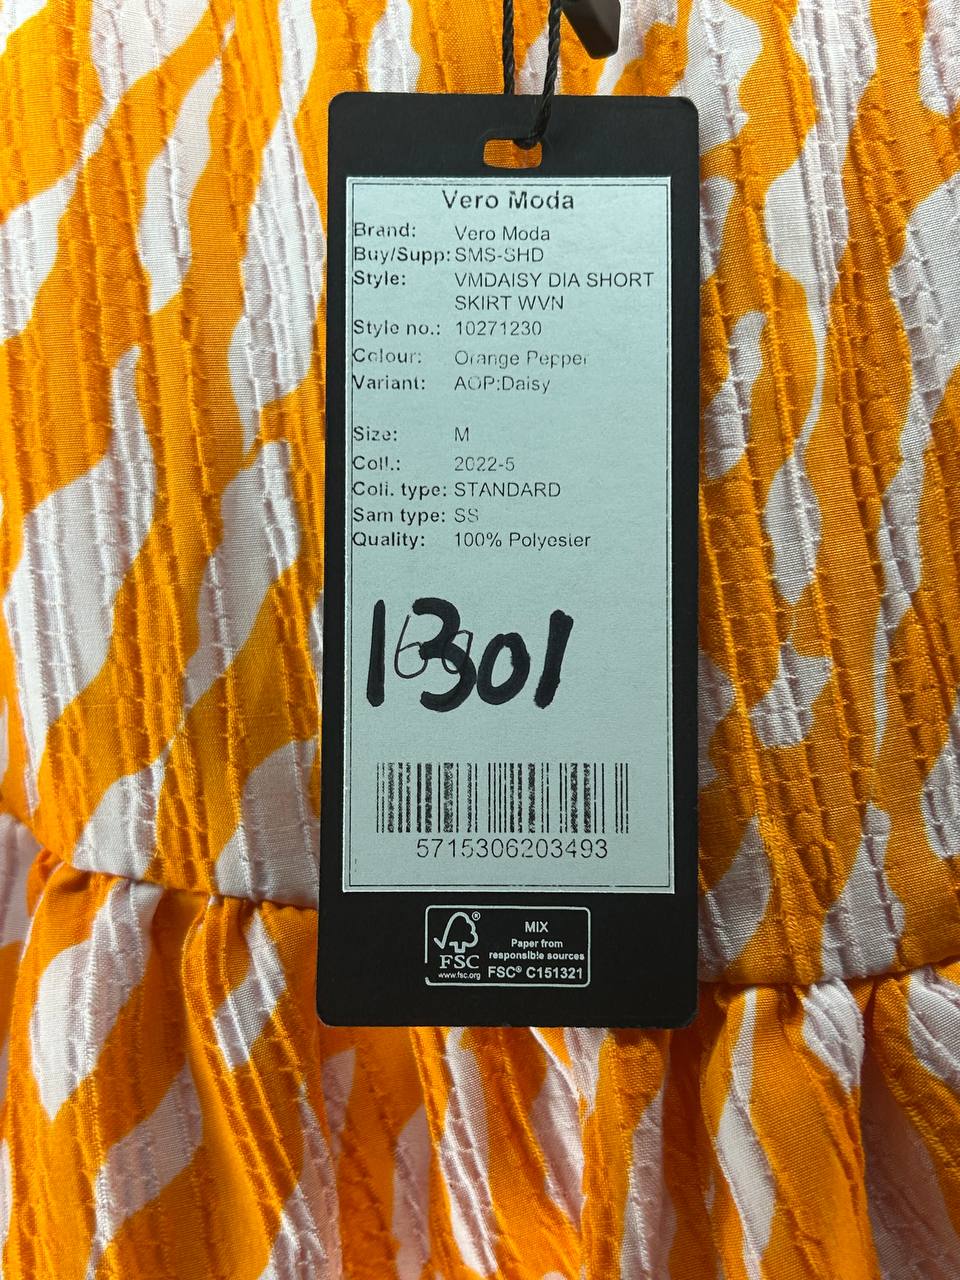 Vero Moda
Brand: Vero Moda
Buy/Supp: SMS-SHD
Style: VMDAISY DIA SHORT
SKIRT WVN
Style no.: 10271230
Colour: Orange Pepper
Variant: AOP:Daisy
Size: M
Coll.: 2022-5
Coll. type: STANDARD
Sam type: SS
Quality: 100% Polyester
1301
69
5715306203493
MIX
Paper from
responsible sources
FSC® C151321
®
FSC
www.fsc.org